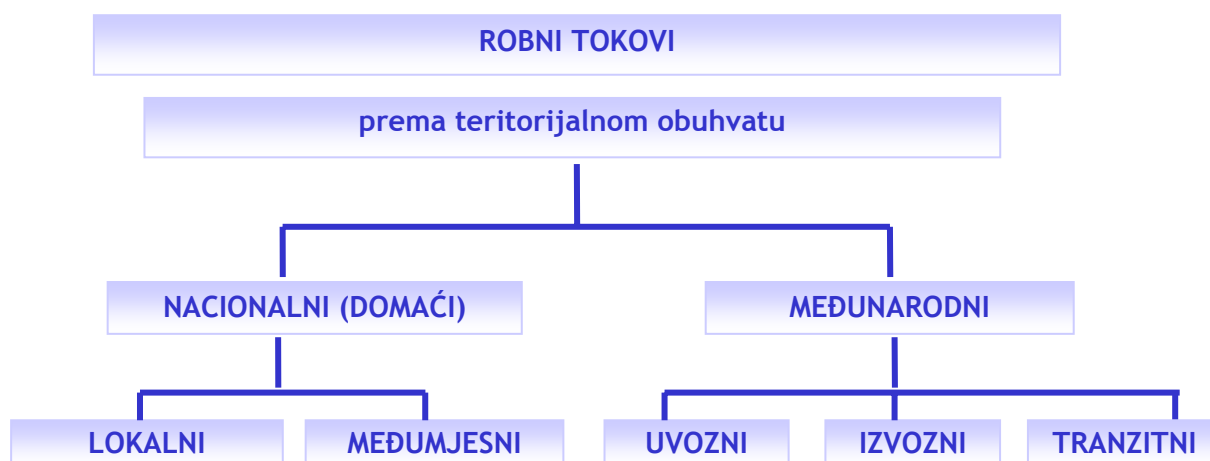 ROBNI TOKOVI
prema teritorijalnom obuhvatu
NACIONALNI (DOMAĆI)
MEĐUNARODNI
LOKALNI
MEĐUMJESNI
UVOZNI
IZVOZNI
TRANZITNI